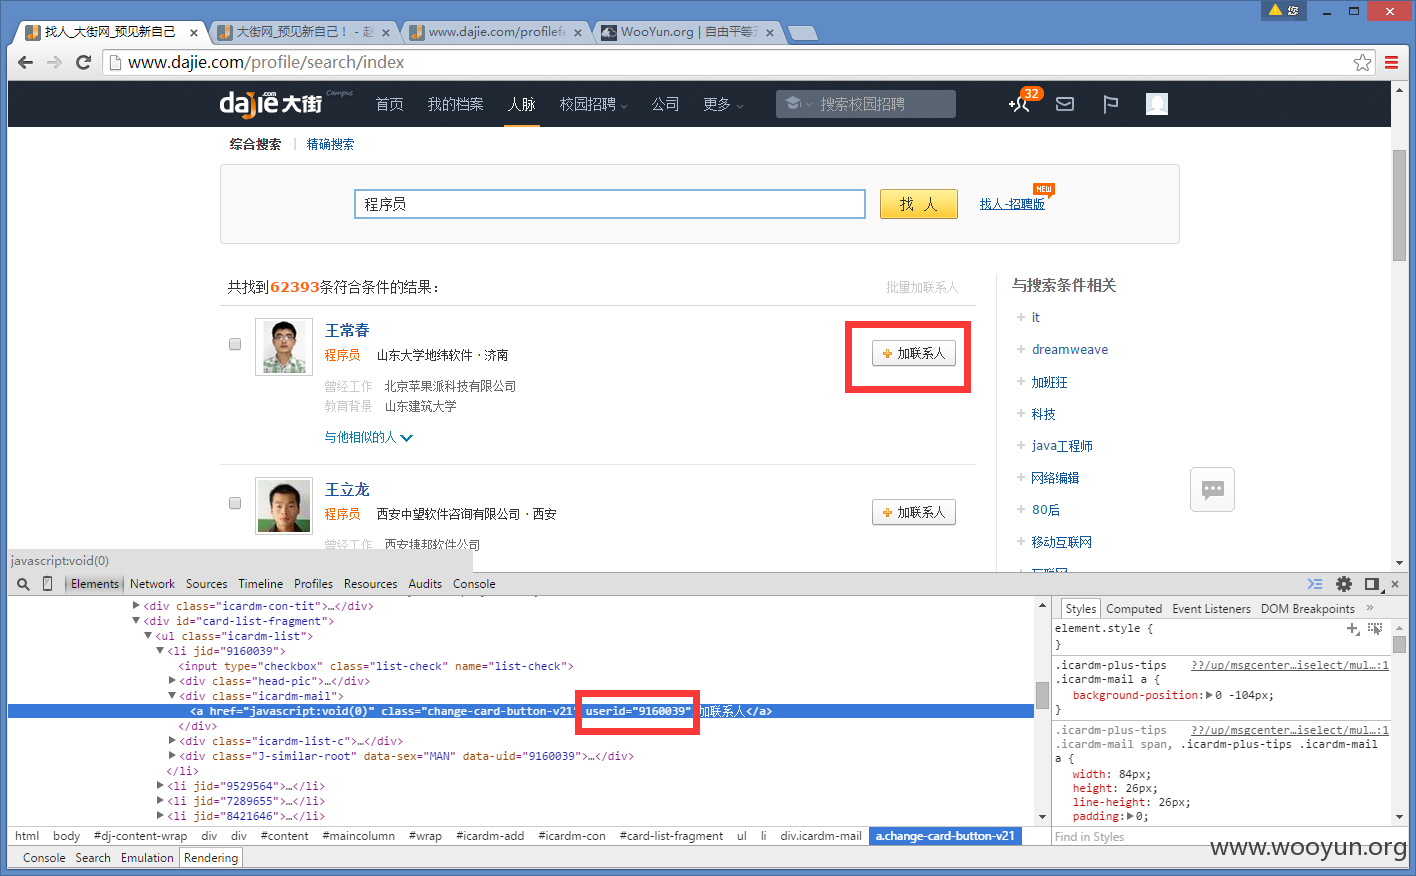 您
找人_大街网_预见新自己
大街网_预见新自己！ - 赵
www.dajie.com/profilefe
WooYun.org | 自由平等
www.dajie.com/profile/search/index
dajie.com 大街 Campus 首页 我的档案 人脉 校园招聘 公司 更多 搜索校园招聘 32
综合搜索 | 精确搜索
程序员 找 人 找人-招聘版 NEW
共找到62393条符合条件的结果： 批量加联系人
王常春
程序员 山东大学地纬软件 · 济南
加联系人
曾经工作 北京苹果派科技有限公司
教育背景 山东建筑大学
与他相似的人
王立龙
程序员 西安中望软件咨询有限公司 · 西安
加联系人
曾经工作 西安捷邦软件公司
与搜索条件相关
it
dreamweave
加班狂
科技
java工程师
网络编辑
80后
移动互联网
互联网
javascript:void(0)
Elements Network Sources Timeline Profiles Resources Audits Console
<div class="icardm-con-tit">…</div>
<div id="card-list-fragment">
<ul class="icardm-list">
<li jid="9160039">
<input type="checkbox" class="list-check" name="list-check">
<div class="head-pic">…</div>
<div class="icardm-mail">
<a href="javascript:void(0)" class="change-card-button-v21" userid="9160039" 加联系人</a>
</div>
<div class="icardm-list-c">…</div>
<div class="J-similar-root" data-sex="MAN" data-uid="9160039">…</div>
</li>
<li jid="9529564">…</li>
<li jid="7289655">…</li>
<li jid="8421646">…</li>
Styles Computed Event Listeners DOM Breakpoints »
element.style {
}
.icardm-plus-tips ??/up/msgcenter…iselect/mul…:1
.icardm-mail a {
background-position: 0 -104px;
}
.icardm-plus-tips ??/up/msgcenter…iselect/mul…:1
.icardm-mail span, .icardm-plus-tips .icardm-mail
a {
width: 84px;
height: 26px;
line-height: 26px;
padding: 0;
html body #dj-content-wrap div div #content #maincolumn #wrap #icardm-add #icardm-con #card-list-fragment ul li div.icardm-mail a.change-card-button-v21
Find in Styles
Console Search Emulation Rendering
www.wooyun.org